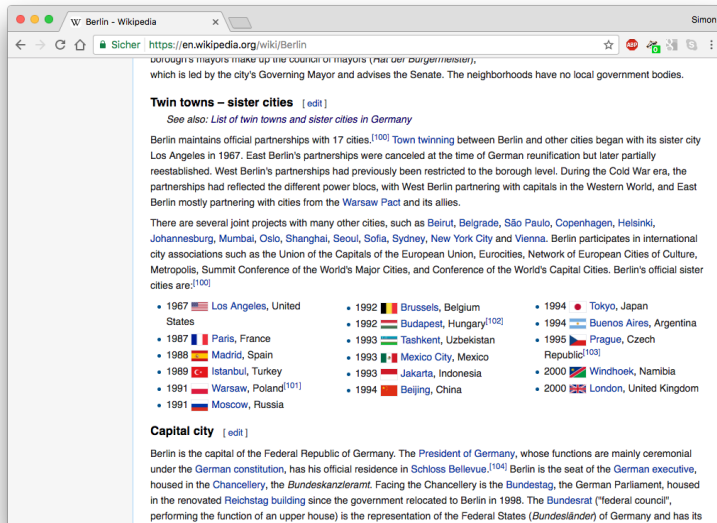 Berlin - Wikipedia
Simon
Sicher https://en.wikipedia.org/wiki/Berlin
ABP
0
borough's mayors make up the council of mayors (Rat der Bürgermeister),
which is led by the city's Governing Mayor and advises the Senate. The neighborhoods have no local government bodies.
Twin towns – sister cities [ edit ]
See also: List of twin towns and sister cities in Germany
Berlin maintains official partnerships with 17 cities.[100] Town twinning between Berlin and other cities began with its sister city
Los Angeles in 1967. East Berlin's partnerships were canceled at the time of German reunification but later partially
reestablished. West Berlin's partnerships had previously been restricted to the borough level. During the Cold War era, the
partnerships had reflected the different power blocs, with West Berlin partnering with capitals in the Western World, and East
Berlin mostly partnering with cities from the Warsaw Pact and its allies.
There are several joint projects with many other cities, such as Beirut, Belgrade, São Paulo, Copenhagen, Helsinki,
Johannesburg, Mumbai, Oslo, Shanghai, Seoul, Sofia, Sydney, New York City and Vienna. Berlin participates in international
city associations such as the Union of the Capitals of the European Union, Eurocities, Network of European Cities of Culture,
Metropolis, Summit Conference of the World's Major Cities, and Conference of the World's Capital Cities. Berlin's official sister
cities are:[100]
• 1967 Los Angeles, United
States
• 1987 Paris, France
• 1988 Madrid, Spain
• 1989 Istanbul, Turkey
• 1991 Warsaw, Poland[101]
• 1991 Moscow, Russia
• 1992 Brussels, Belgium
• 1992 Budapest, Hungary[102]
• 1993 Tashkent, Uzbekistan
• 1993 Mexico City, Mexico
• 1993 Jakarta, Indonesia
• 1994 Beijing, China
• 1994 Tokyo, Japan
• 1994 Buenos Aires, Argentina
• 1995 Prague, Czech
Republic[103]
• 2000 Windhoek, Namibia
• 2000 London, United Kingdom
Capital city [ edit ]
Berlin is the capital of the Federal Republic of Germany. The President of Germany, whose functions are mainly ceremonial
under the German constitution, has his official residence in Schloss Bellevue.[104] Berlin is the seat of the German executive,
housed in the Chancellery, the Bundeskanzleramt. Facing the Chancellery is the Bundestag, the German Parliament, housed
in the renovated Reichstag building since the government relocated to Berlin in 1998. The Bundesrat ("federal council",
performing the function of an upper house) is the representation of the Federal States (Bundesländer) of Germany and has its